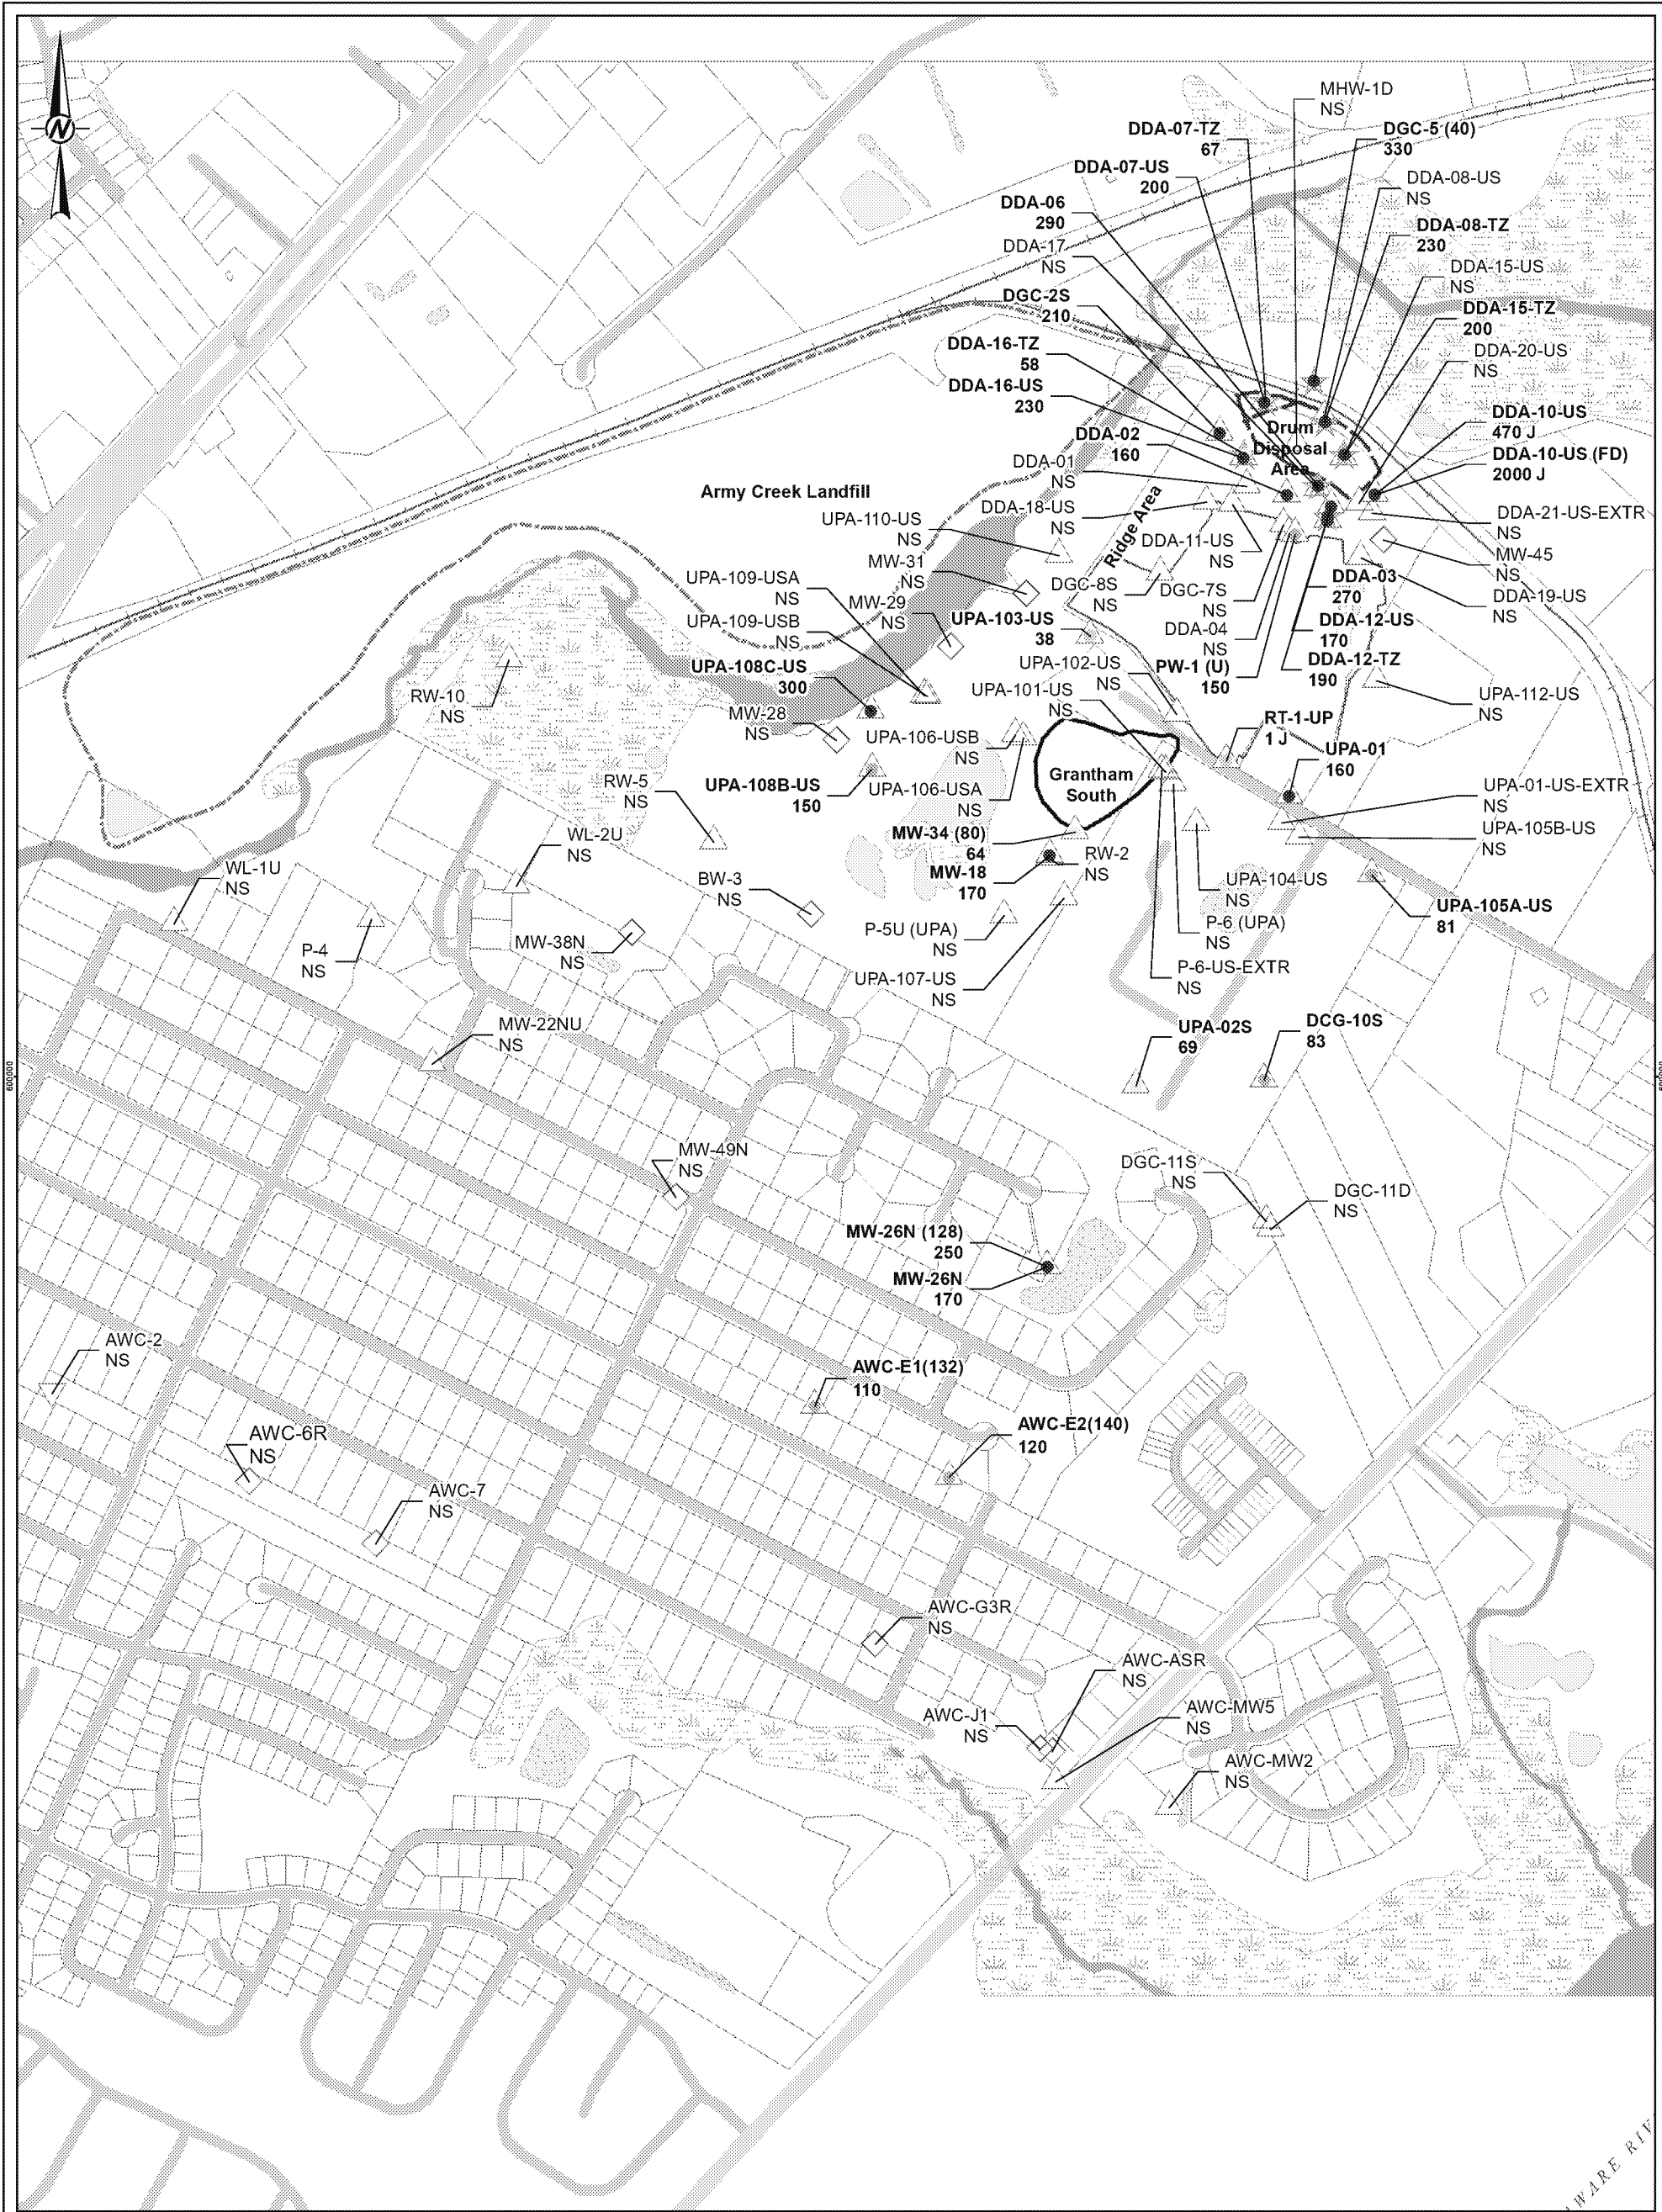 N
MHW-1D
NS
DDA-07-TZ
67
DGC-5 (40)
330
DDA-07-US
200
DDA-08-US
NS
DDA-06
290
DDA-08-TZ
230
DDA-17
NS
DDA-15-US
NS
DGC-2S
210
DDA-15-TZ
200
DDA-16-TZ
58
DDA-20-US
NS
DDA-16-US
230
DDA-10-US
470 J
DDA-02
160
Drum
Disposal
Area
DDA-10-US (FD)
2000 J
DDA-01
NS
Army Creek Landfill
DDA-18-US
NS
Ridge Area
DDA-21-US-EXTR
NS
UPA-110-US
NS
DDA-11-US
NS
MW-45
NS
MW-31
NS
UPA-109-USA
NS
DGC-8S
NS
DGC-7S
NS
DDA-03
270
DDA-19-US
NS
MW-29
NS
UPA-103-US
38
UPA-109-USB
NS
DDA-04
NS
DDA-12-US
170
UPA-108C-US
300
UPA-102-US
NS
PW-1 (U)
150
DDA-12-TZ
190
RW-10
NS
UPA-101-US
NS
UPA-112-US
NS
MW-28
NS
RT-1-UP
1 J
UPA-106-USB
NS
UPA-01
160
Grantham
South
RW-5
NS
UPA-108B-US
150
UPA-106-USA
NS
UPA-01-US-EXTR
NS
WL-2U
NS
MW-34 (80)
64
UPA-105B-US
NS
RW-2
NS
WL-1U
NS
MW-18
170
BW-3
NS
UPA-104-US
NS
UPA-105A-US
81
P-4
NS
MW-38N
NS
P-5U (UPA)
NS
P-6 (UPA)
NS
UPA-107-US
NS
P-6-US-EXTR
NS
MW-22NU
NS
UPA-02S
69
DCG-10S
83
600000
MW-49N
NS
DGC-11S
NS
DGC-11D
NS
MW-26N (128)
250
MW-26N
170
AWC-2
NS
AWC-E1(132)
110
AWC-6R
NS
AWC-E2(140)
120
AWC-7
NS
AWC-G3R
NS
AWC-ASR
NS
AWC-J1
NS
AWC-MW5
NS
AWC-MW2
NS